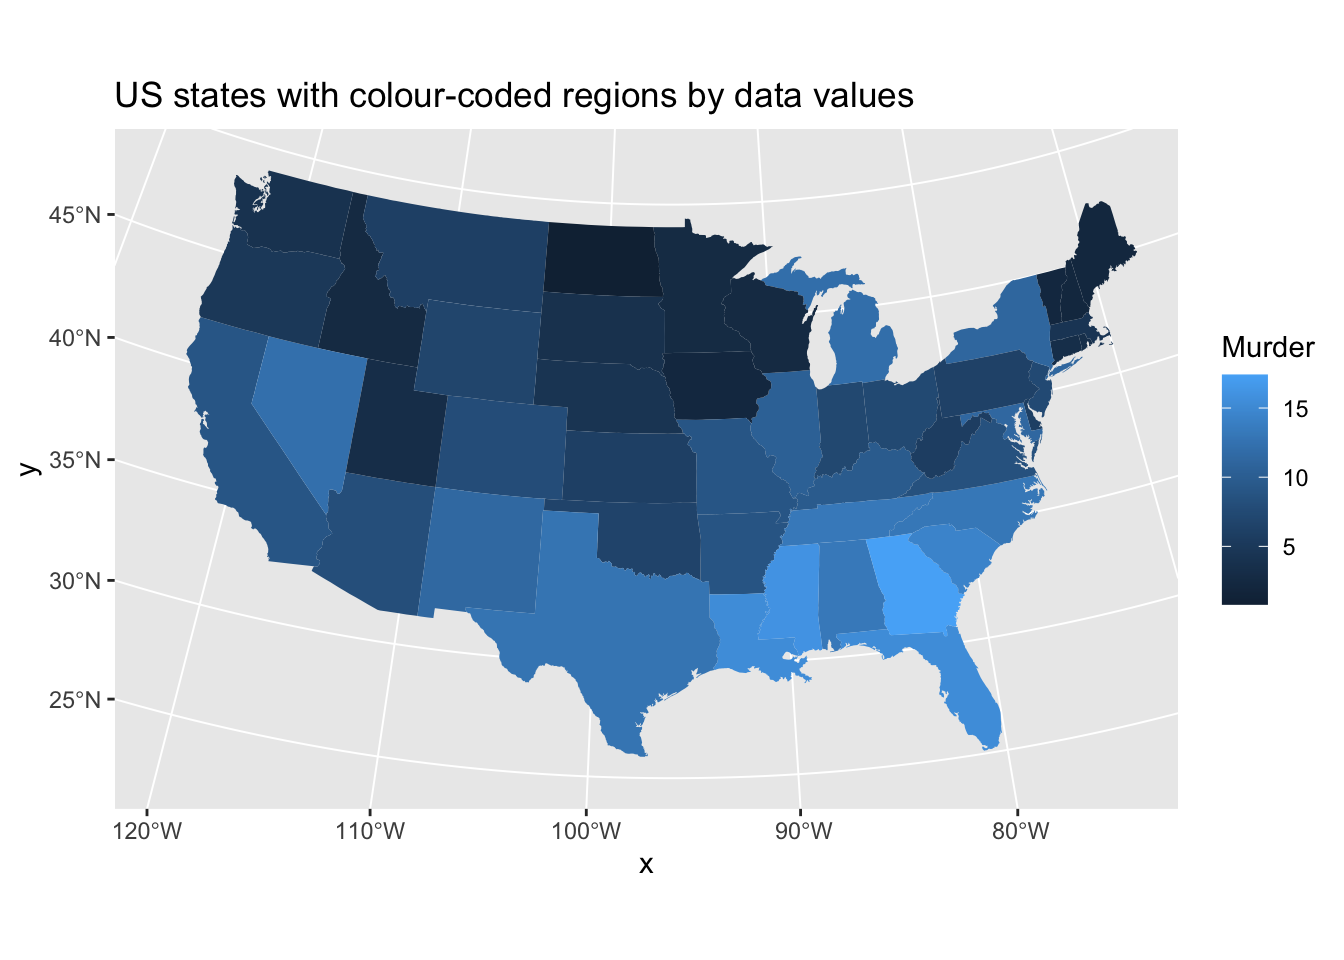 US states with colour-coded regions by data values
45°N
40°N
35°N
30°N
25°N
y
120°W 110°W 100°W 90°W 80°W
x
Murder
15
10
5